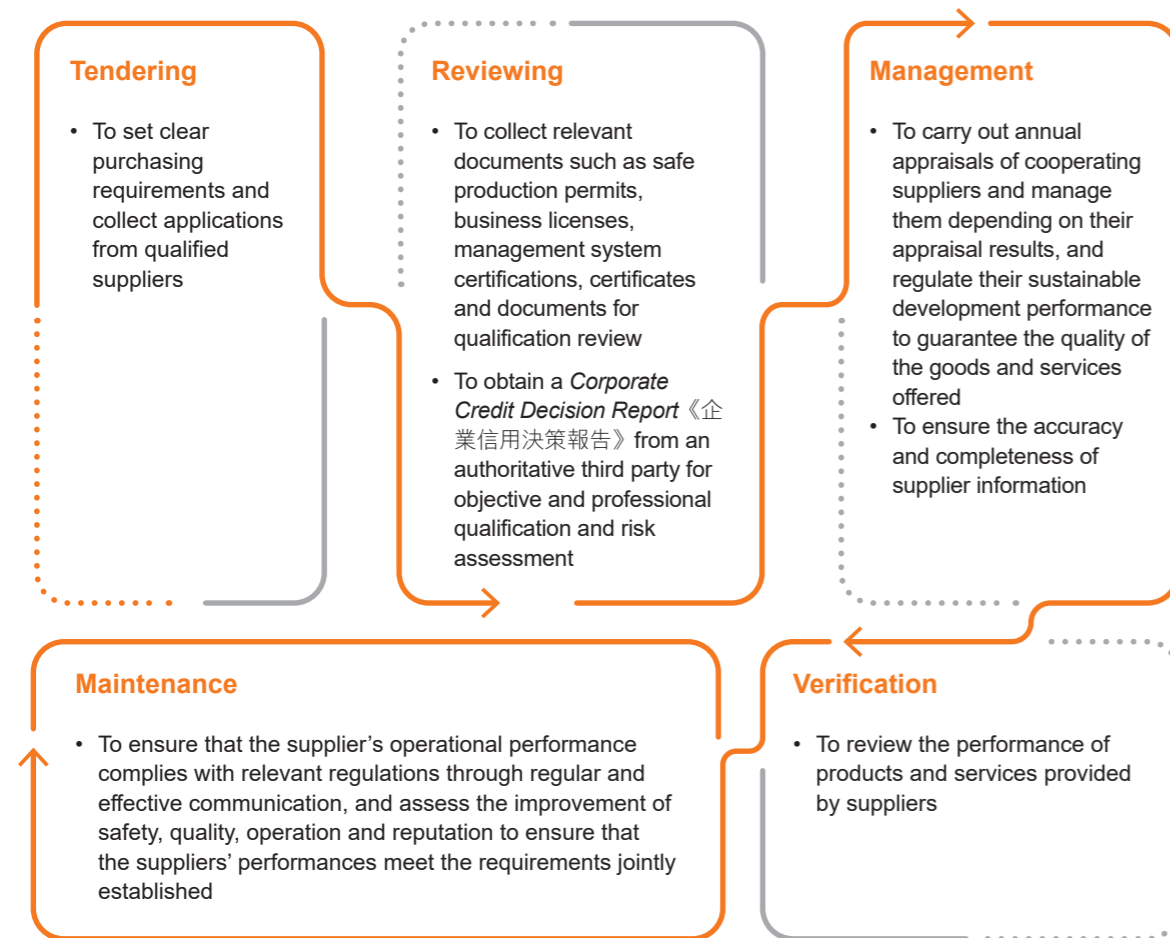 Tendering
• To set clear
purchasing
requirements and
collect applications
from qualified
suppliers
Reviewing
• To collect relevant
documents such as safe
production permits,
business licenses,
management system
certifications, certificates
and documents for
qualification review
• To obtain a Corporate
Credit Decision Report《企
業信用決策報告》from an
authoritative third party for
objective and professional
qualification and risk
assessment
Management
• To carry out annual
appraisals of cooperating
suppliers and manage
them depending on their
appraisal results, and
regulate their sustainable
development performance
to guarantee the quality of
the goods and services
offered
• To ensure the accuracy
and completeness of
supplier information
Maintenance
• To ensure that the supplier’s operational performance
complies with relevant regulations through regular and
effective communication, and assess the improvement of
safety, quality, operation and reputation to ensure that
the suppliers’ performances meet the requirements jointly
established
Verification
• To review the performance of
products and services provided
by suppliers